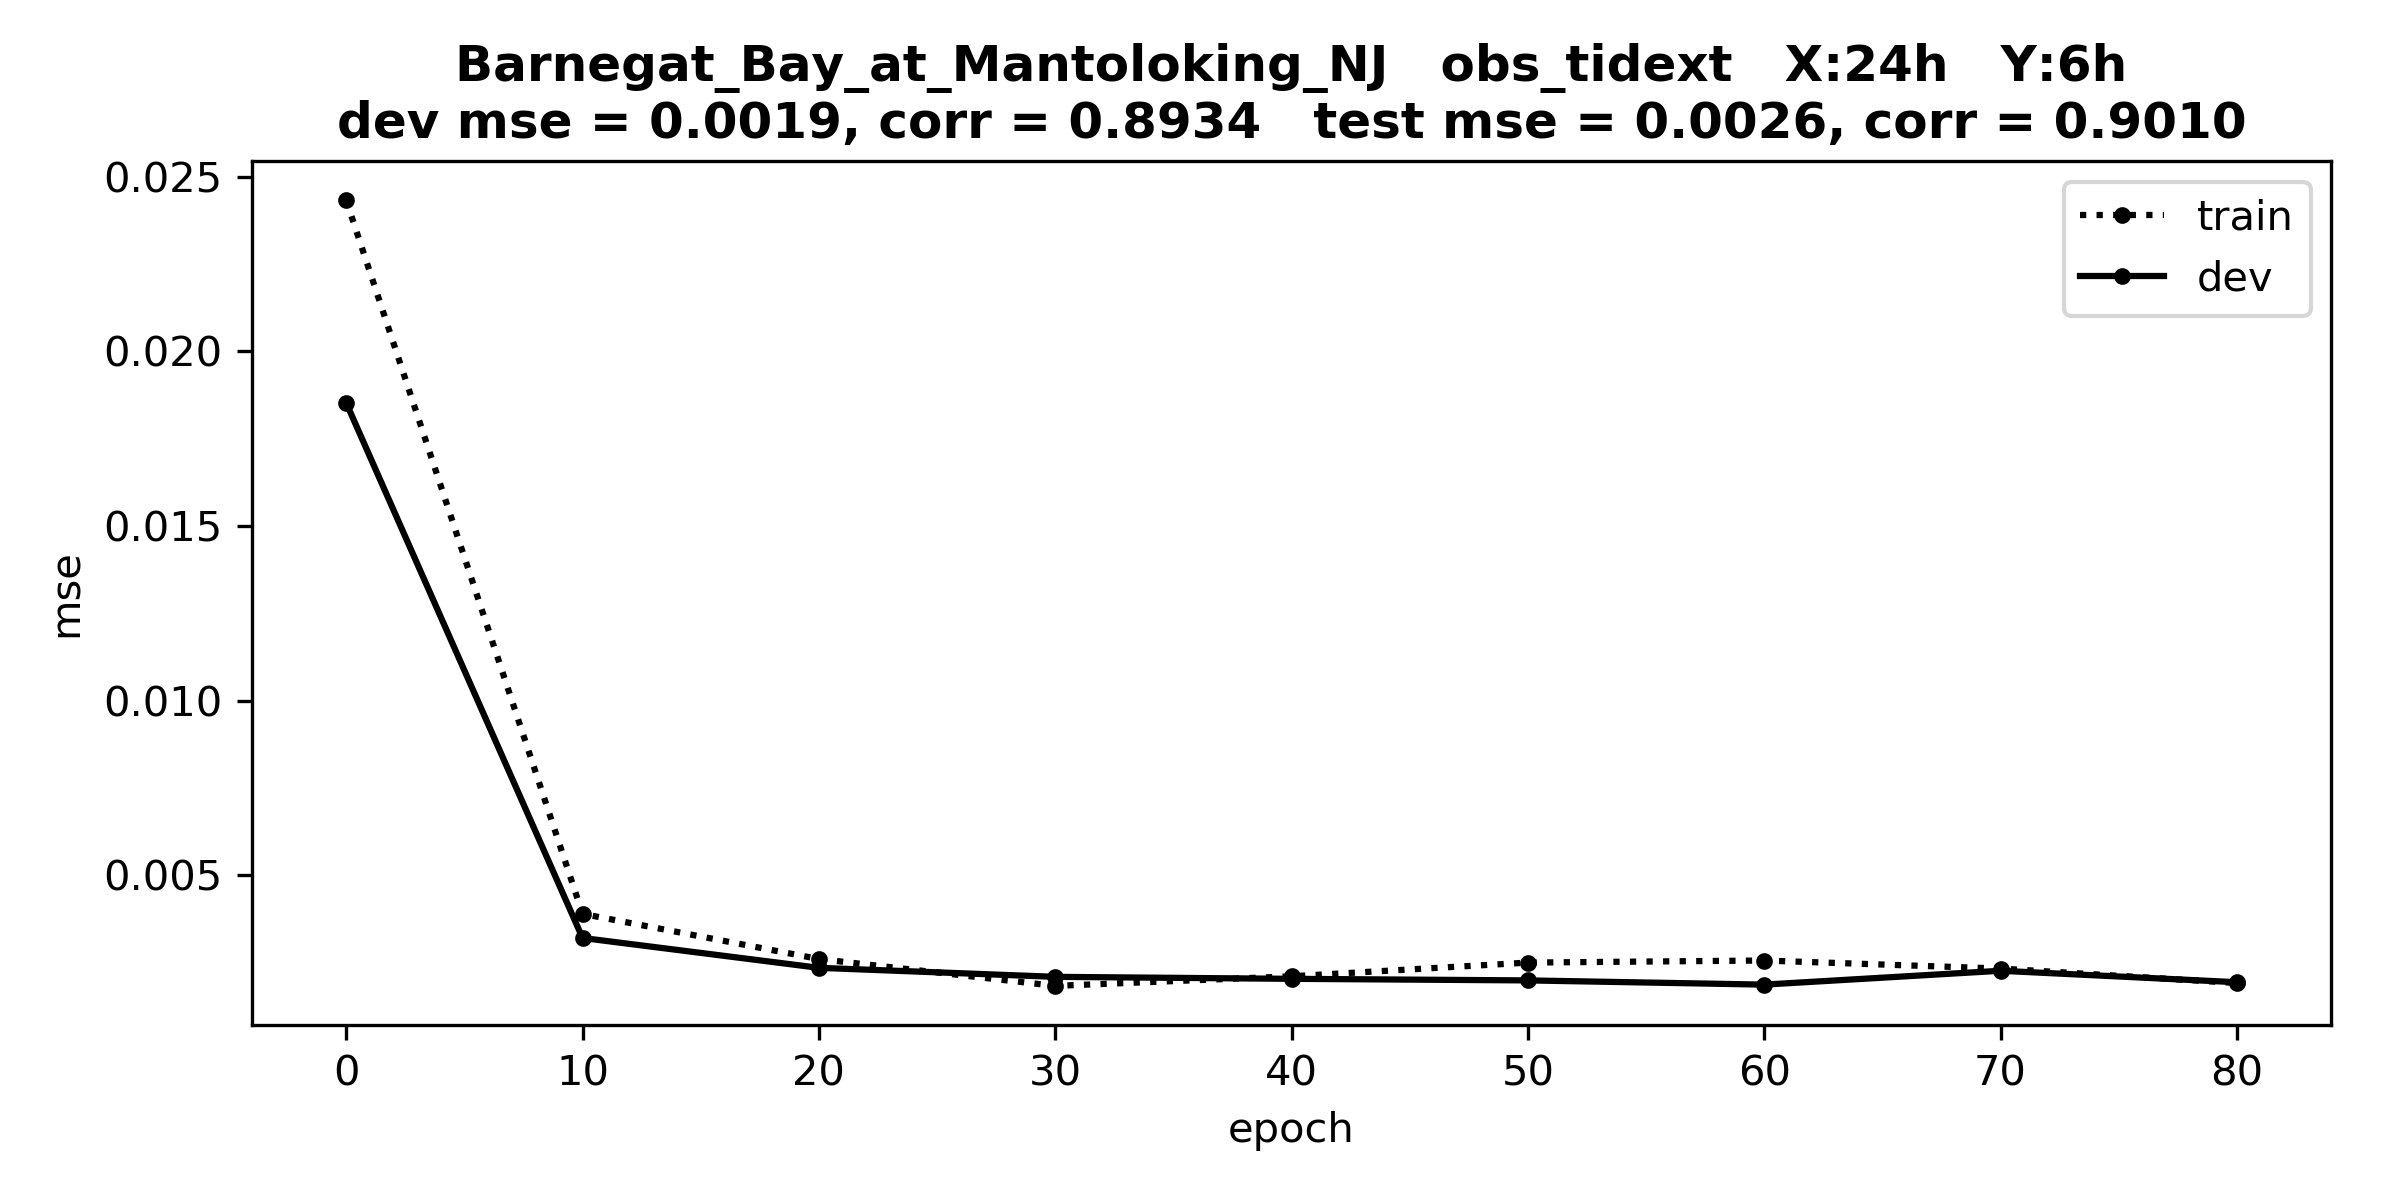 Barnegat_Bay_at_Mantoloking_NJ   obs_tidext   X:24h   Y:6h
dev mse = 0.0019, corr = 0.8934   test mse = 0.0026, corr = 0.9010
0.025
0.020
0.015
0.010
0.005
mse
train
dev
0 10 20 30 40 50 60 70 80
epoch